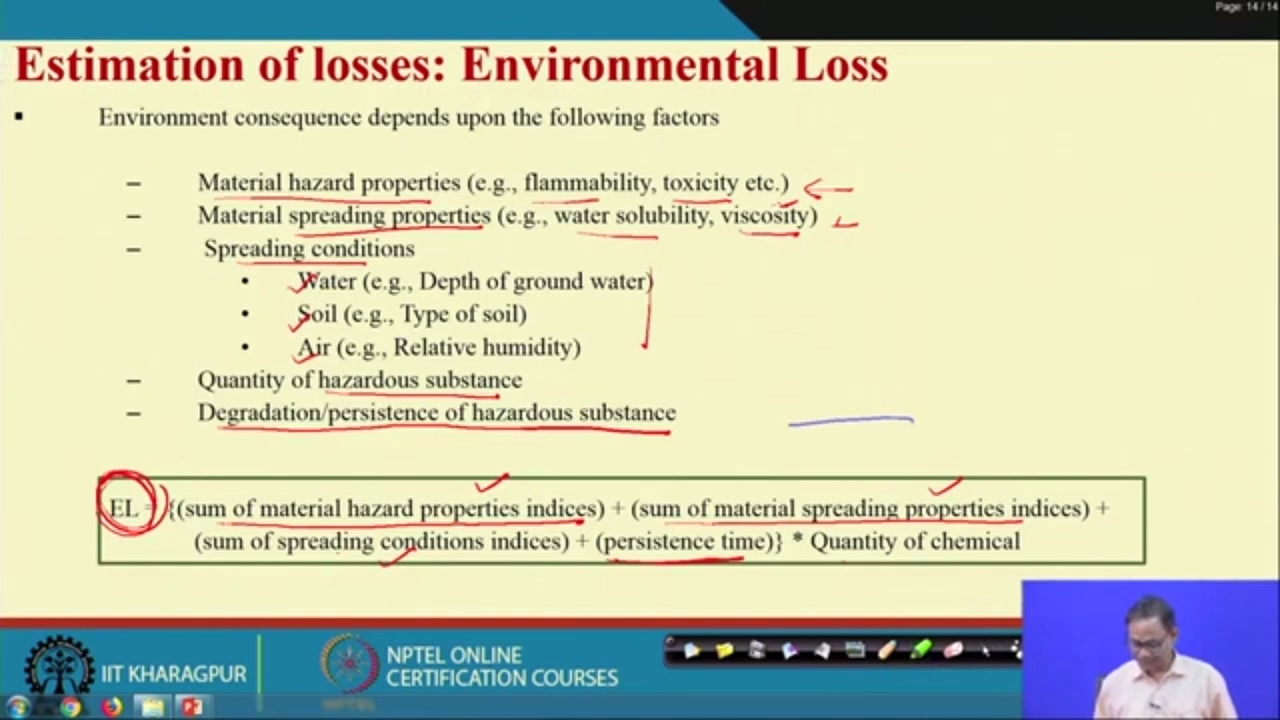 Page: 14 / 14
Estimation of losses: Environmental Loss
▪ Environment consequence depends upon the following factors
– Material hazard properties (e.g., flammability, toxicity etc.)
– Material spreading properties (e.g., water solubility, viscosity)
– Spreading conditions
• Water (e.g., Depth of ground water)
• Soil (e.g., Type of soil)
• Air (e.g., Relative humidity)
– Quantity of hazardous substance
– Degradation/persistence of hazardous substance
EL = {(sum of material hazard properties indices) + (sum of material spreading properties indices) +
(sum of spreading conditions indices) + (persistence time)} * Quantity of chemical
IIT KHARAGPUR
NPTEL ONLINE
CERTIFICATION COURSES